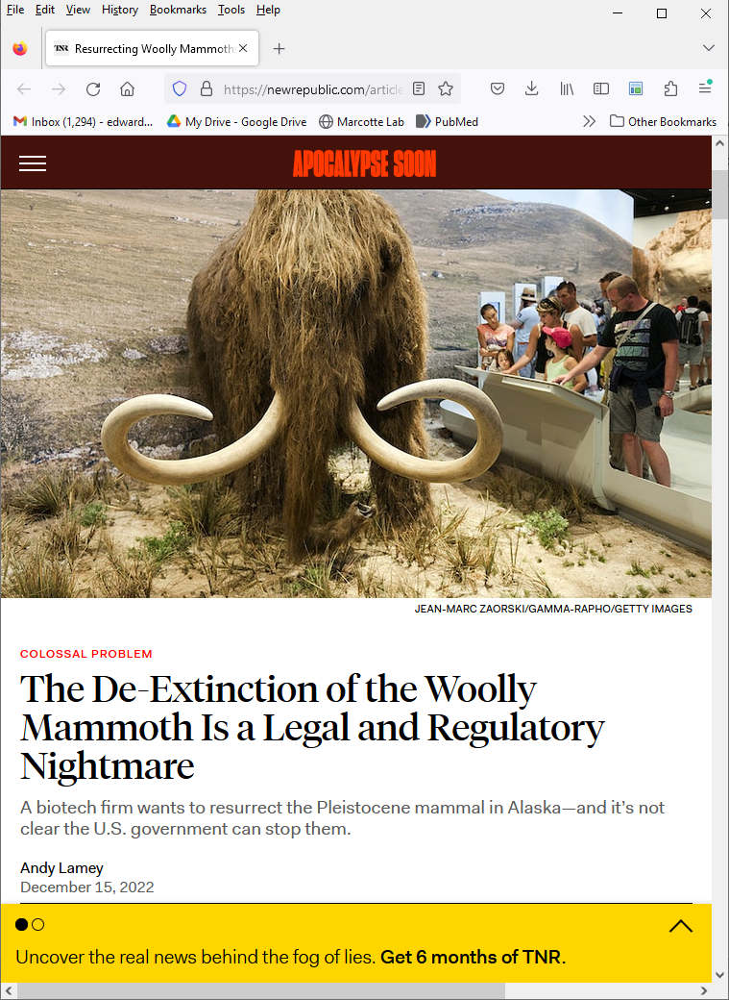 File Edit View History Bookmarks Tools Help
TNR Resurrecting Woolly Mammoth
https://newrepublic.com/article
Inbox (1,294) - edward... My Drive - Google Drive Marcotte Lab PubMed Other Bookmarks
APOCALYPSE SOON
JEAN-MARC ZAORSKI/GAMMA-RAPHO/GETTY IMAGES
COLOSSAL PROBLEM
The De-Extinction of the Woolly
Mammoth Is a Legal and Regulatory
Nightmare
A biotech firm wants to resurrect the Pleistocene mammal in Alaska—and it's not
clear the U.S. government can stop them.
Andy Lamey
December 15, 2022
Uncover the real news behind the fog of lies. Get 6 months of TNR.